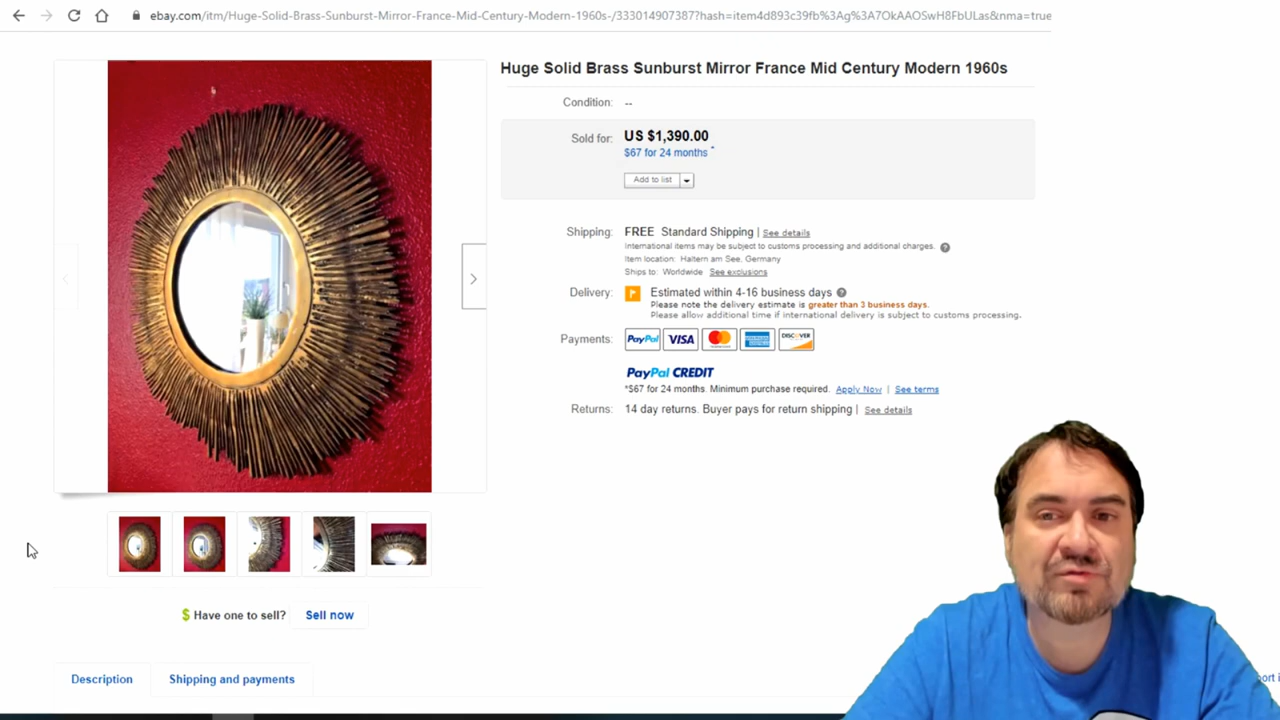 ebay.com/itm/Huge-Solid-Brass-Sunburst-Mirror-France-Mid-Century-Modern-1960s-/333014907387?hash=item4d893c39fb%3Ag%3A7OkAAOSwH8FbULas&nma=true
Huge Solid Brass Sunburst Mirror France Mid Century Modern 1960s
Condition: --
Sold for: US $1,390.00
$67 for 24 months *
Add to list
Shipping: FREE Standard Shipping | See details
International items may be subject to customs processing and additional charges. ?
Item location: Haltern am See, Germany
Ships to: Worldwide See exclusions
Delivery: Estimated within 4-16 business days ?
Please note the delivery estimate is greater than 3 business days.
Please allow additional time if international delivery is subject to customs processing.
Payments: PayPal VISA MasterCard AMERICAN EXPRESS DISCOVER
PayPal CREDIT
*$67 for 24 months. Minimum purchase required. Apply Now | See terms
Returns: 14 day returns. Buyer pays for return shipping | See details
$ Have one to sell? Sell now
Description Shipping and payments